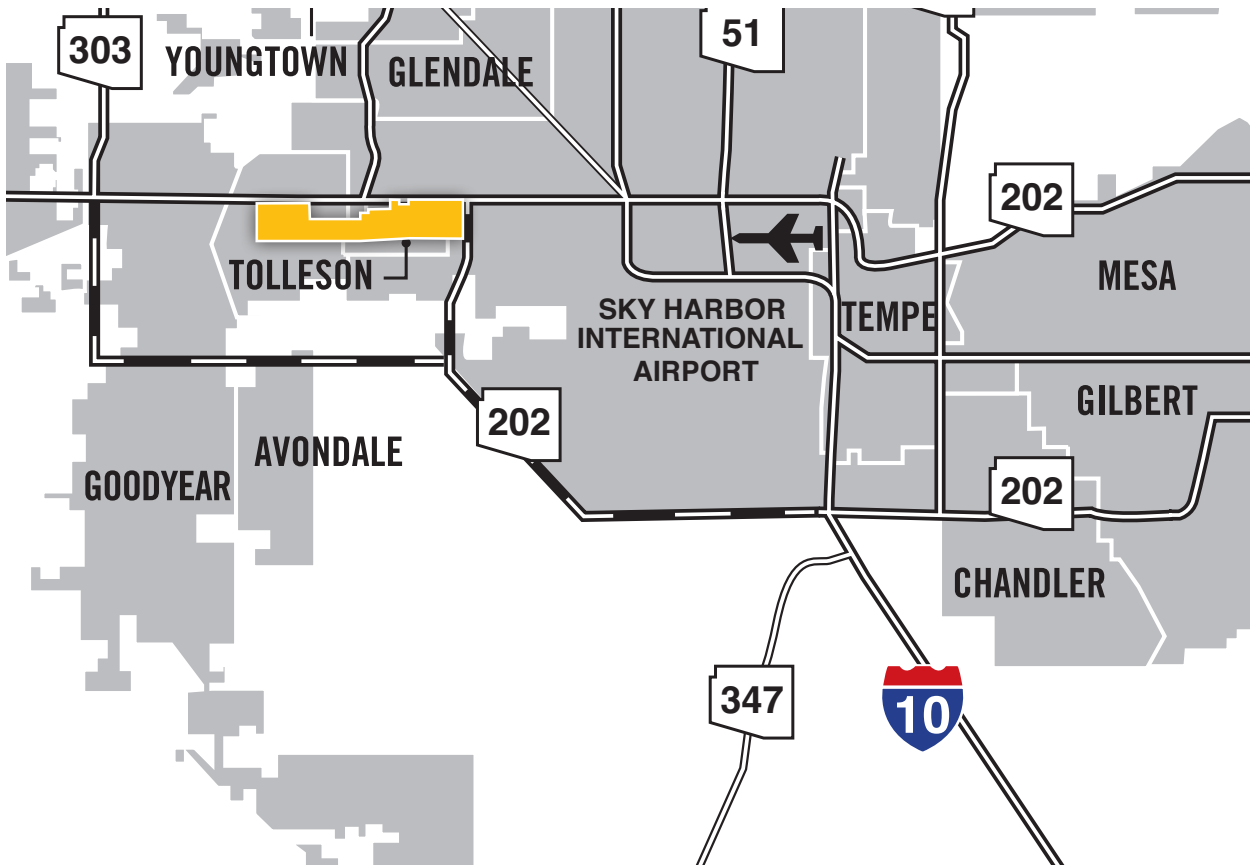 303
51
YOUNGTOWN
GLENDALE
202
TOLLESON
MESA
SKY HARBOR
INTERNATIONAL
AIRPORT
TEMPE
GILBERT
202
AVONDALE
GOODYEAR
202
CHANDLER
347
10